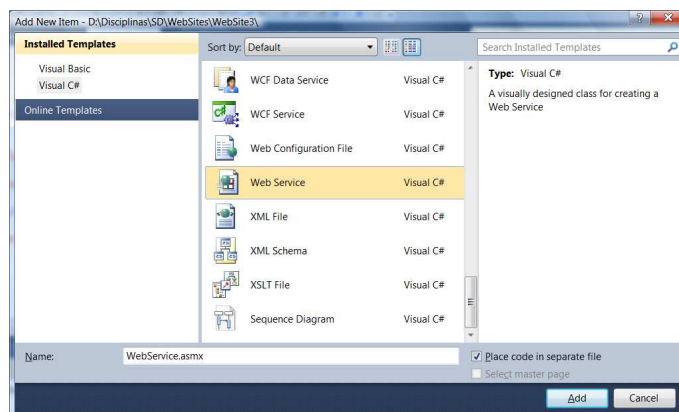 Add New Item - D:\Disciplinas\SD\WebSites\WebSite3\
Installed Templates
Visual Basic
Visual C#
Online Templates
Sort by: Default
Search Installed Templates
WCF Data Service Visual C#
WCF Service Visual C#
Web Configuration File Visual C#
Web Service Visual C#
XML File Visual C#
XML Schema Visual C#
XSLT File Visual C#
Sequence Diagram Visual C#
Type: Visual C#
A visually designed class for creating a
Web Service
Name: WebService.asmx
Place code in separate file
Select master page
Add Cancel